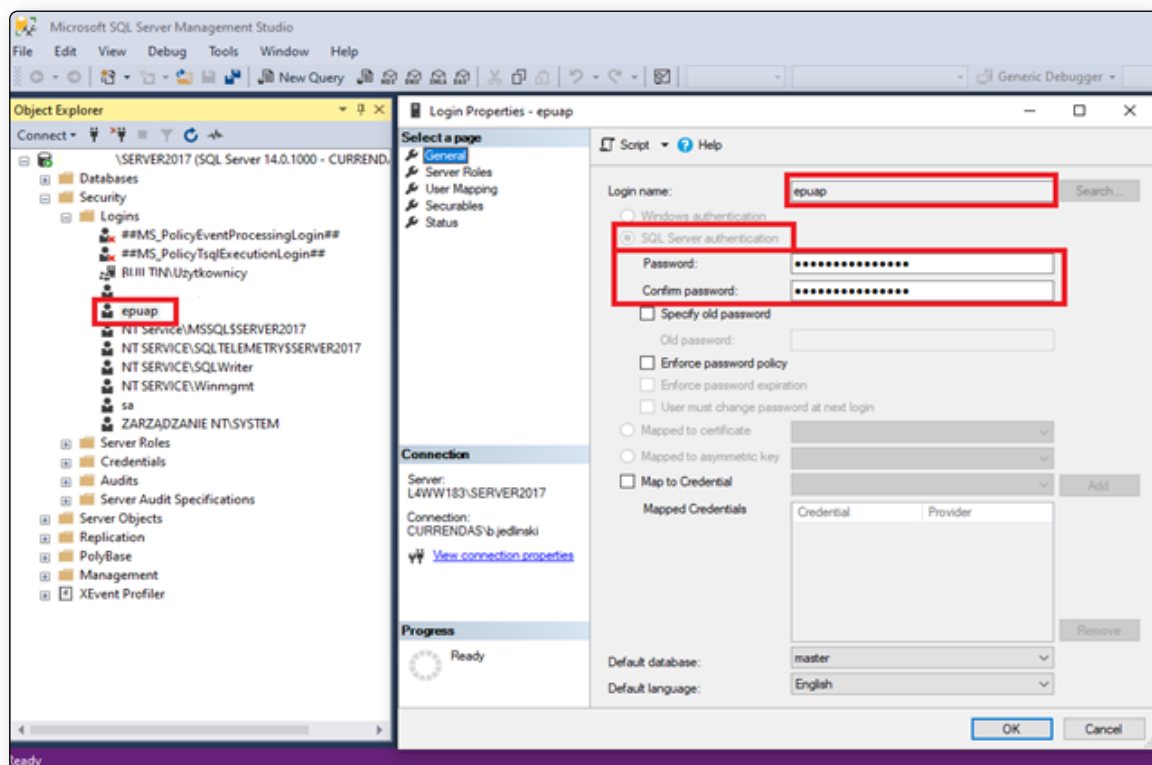 Microsoft SQL Server Management Studio
File Edit View Debug Tools Window Help
New Query Generic Debugger
Object Explorer
Connect
\SERVER2017 (SQL Server 14.0.1000 - CURRENDA
Databases
Security
Logins
##MS_PolicyEventProcessingLogin##
##MS_PolicyTsqlExecutionLogin##
BUILTIN\Użytkownicy
epuap
NT Service\MSSQL$SERVER2017
NT SERVICE\SQLTELEMETRY$SERVER2017
NT SERVICE\SQLWriter
NT SERVICE\Winmgmt
sa
ZARZĄDZANIE NT\SYSTEM
Server Roles
Credentials
Audits
Server Audit Specifications
Server Objects
Replication
PolyBase
Management
XEvent Profiler
Login Properties - epuap
Select a page
General
Server Roles
User Mapping
Securables
Status
Connection
Server:
L4WW183\SERVER2017
Connection:
CURRENDAS\b.jedlinski
View connection properties
Progress
Ready
Script Help
Login name: epuap Search...
Windows authentication
SQL Server authentication
Password: ●●●●●●●●●●●●●●●
Confirm password: ●●●●●●●●●●●●●●●
Specify old password
Old password:
Enforce password policy
Enforce password expiration
User must change password at next login
Mapped to certificate
Mapped to asymmetric key
Map to Credential Add
Mapped Credentials Credential Provider
Remove
Default database: master
Default language: English
OK Cancel
Ready